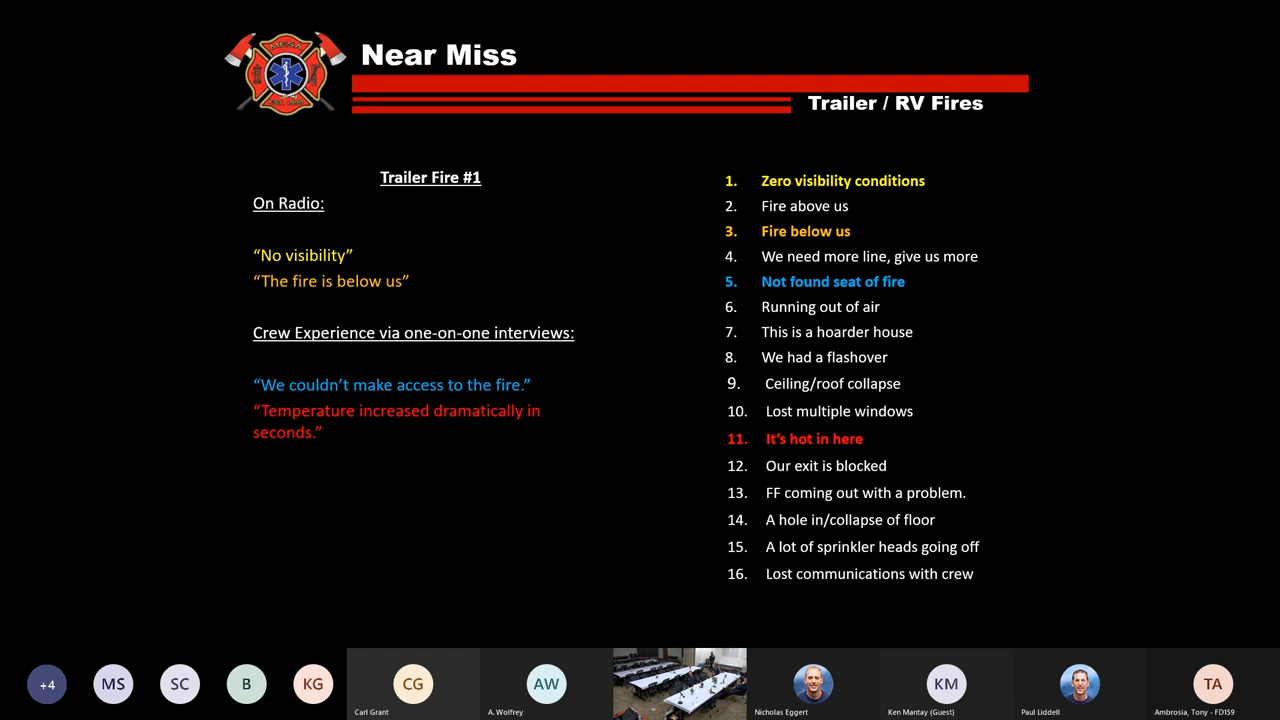 MESA
EST. 1898
Near Miss
Trailer / RV Fires
Trailer Fire #1
On Radio:
“No visibility”
“The fire is below us”
Crew Experience via one-on-one interviews:
“We couldn’t make access to the fire.”
“Temperature increased dramatically in
seconds.”
1. Zero visibility conditions
2. Fire above us
3. Fire below us
4. We need more line, give us more
5. Not found seat of fire
6. Running out of air
7. This is a hoarder house
8. We had a flashover
9. Ceiling/roof collapse
10. Lost multiple windows
11. It’s hot in here
12. Our exit is blocked
13. FF coming out with a problem.
14. A hole in/collapse of floor
15. A lot of sprinkler heads going off
16. Lost communications with crew
+4 MS SC B KG CG AW KM TA
Carl Grant A. Wolfrey Nicholas Eggert Ken Mantay (Guest) Paul Liddell Ambrosia, Tony - FD1S9